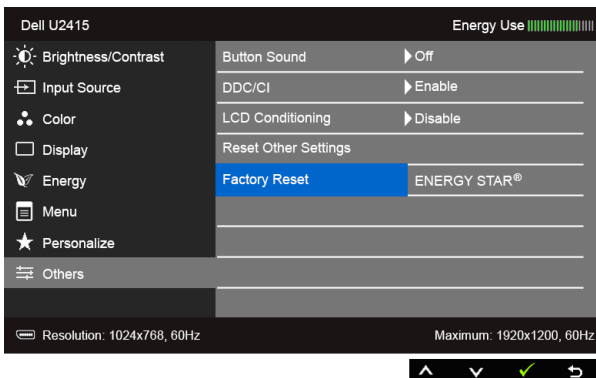 Dell U2415 Energy Use
Brightness/Contrast Button Sound Off
Input Source DDC/CI Enable
Color LCD Conditioning Disable
Display Reset Other Settings
Energy Factory Reset ENERGY STAR®
Menu
Personalize
Others
Resolution: 1024x768, 60Hz Maximum: 1920x1200, 60Hz